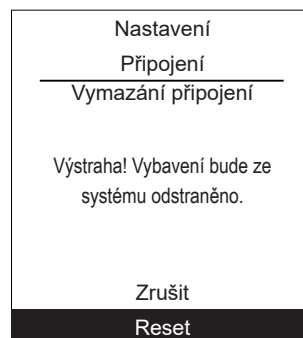 Nastavení
Připojení
Vymazání připojení
Výstraha! Vybavení bude ze
systému odstraněno.
Zrušit
Reset